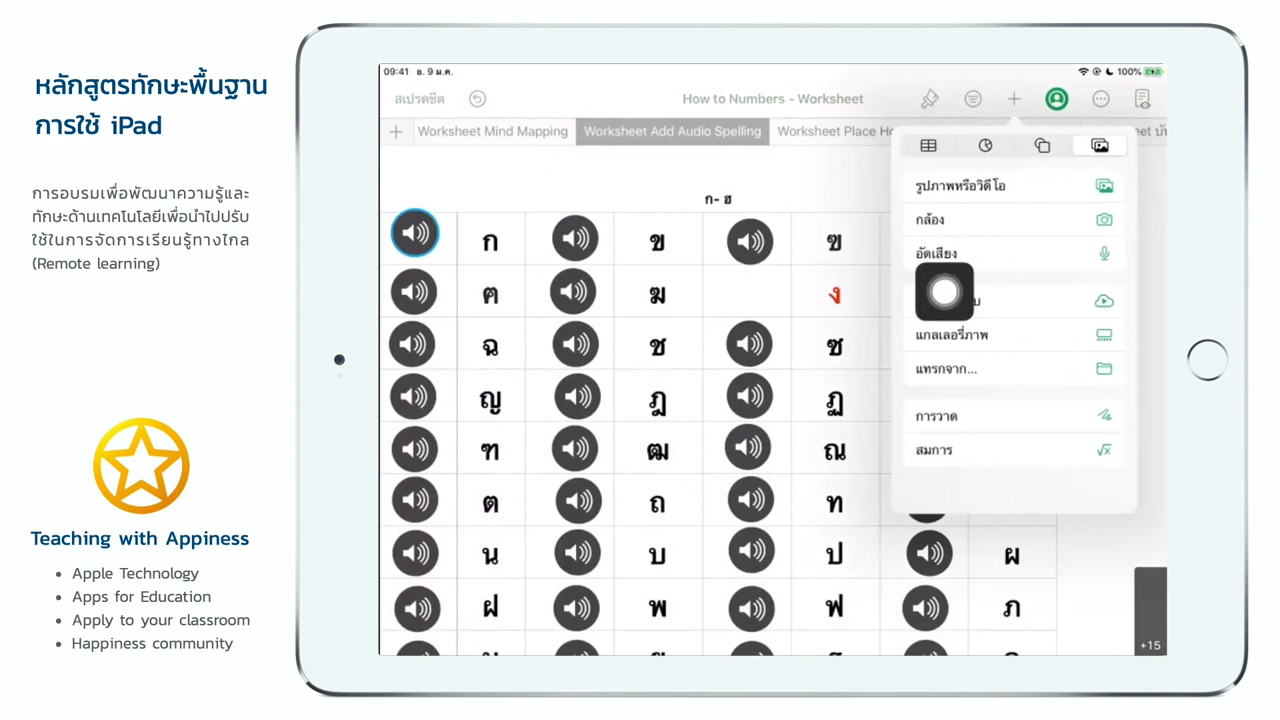 หลักสูตรทักษะพื้นฐาน
การใช้ iPad
การอบรมเพื่อพัฒนาความรู้และ
ทักษะด้านเทคโนโลยีเพื่อนำไปปรับ
ใช้ในการจัดการเรียนรู้ทางไกล
(Remote learning)
Teaching with Appiness
• Apple Technology
• Apps for Education
• Apply to your classroom
• Happiness community
09:41 อ. 9 ม.ค. 100%
สเปรดชีต How to Numbers - Worksheet
Worksheet Mind Mapping Worksheet Add Audio Spelling Worksheet Place
ก- ฮ
ก ข ฃ
ฅ ฆ ง
ฉ ช ซ
ญ ฎ ฏ
ฑ ฒ ณ
ต ถ ท
น บ ป ผ
ฝ พ ฟ ภ
รูปภาพหรือวิดีโอ
กล้อง
อัดเสียง
แกลเลอรี่ภาพ
แทรกจาก...
การวาด
สมการ
+15